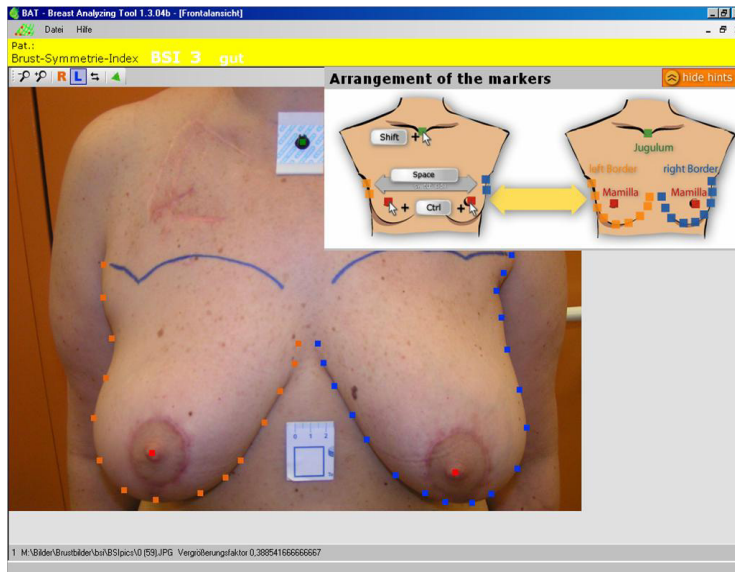 BAT - Breast Analyzing Tool 1.3.04b - [Frontalansicht]
Datei Hilfe
Pat.:
Brust-Symmetrie-Index BSI 3 gut
R L
Arrangement of the markers
hide hints
Shift +
Jugulum
Space
left Border right Border
Mamilla Mamilla
+ Ctrl +
0 1 2
1 M:\Bilder\Brustbilder\bsi\BSIpics\0 (59).JPG Vergrößerungsfaktor 0,388541666666667